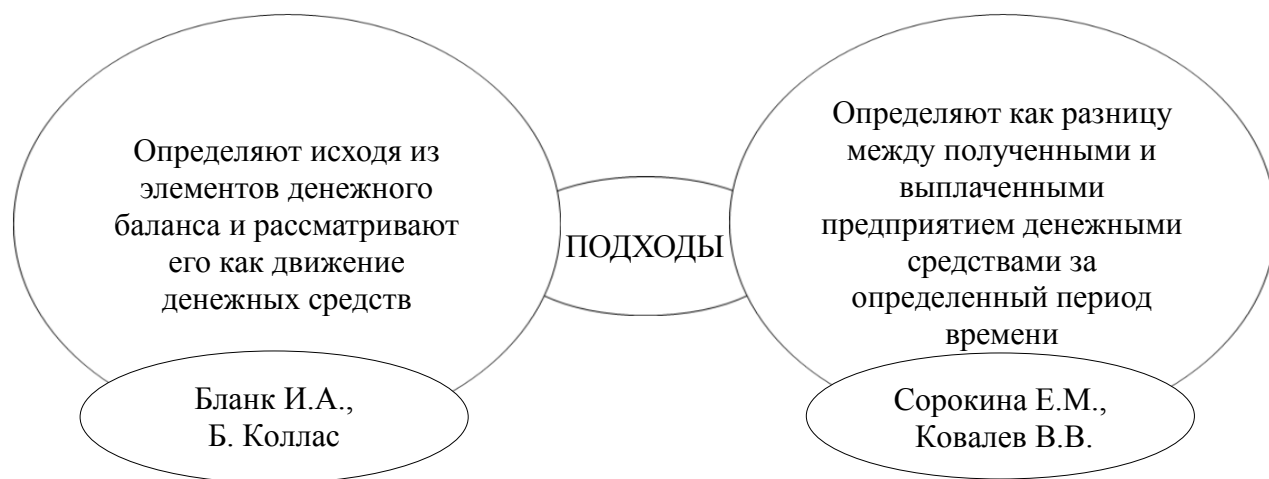 Определяют исходя из
элементов денежного
баланса и рассматривают
его как движение
денежных средств
Бланк И.А.,
Б. Коллас
ПОДХОДЫ
Определяют как разницу
между полученными и
выплаченными
предприятием денежными
средствами за
определенный период
времени
Сорокина Е.М.,
Ковалев В.В.